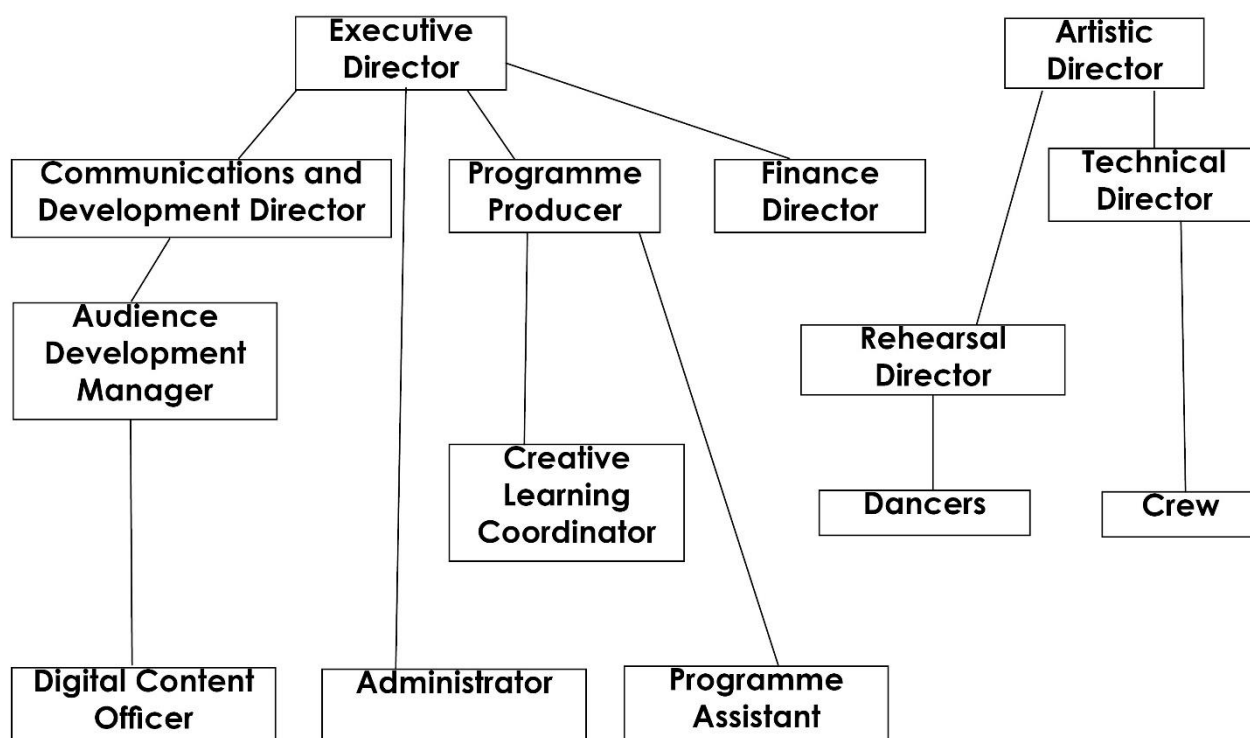 Executive
Director
Artistic
Director
Communications and
Development Director
Programme
Producer
Finance
Director
Technical
Director
Audience
Development
Manager
Rehearsal
Director
Creative
Learning
Coordinator
Dancers
Crew
Digital Content
Officer
Administrator
Programme
Assistant